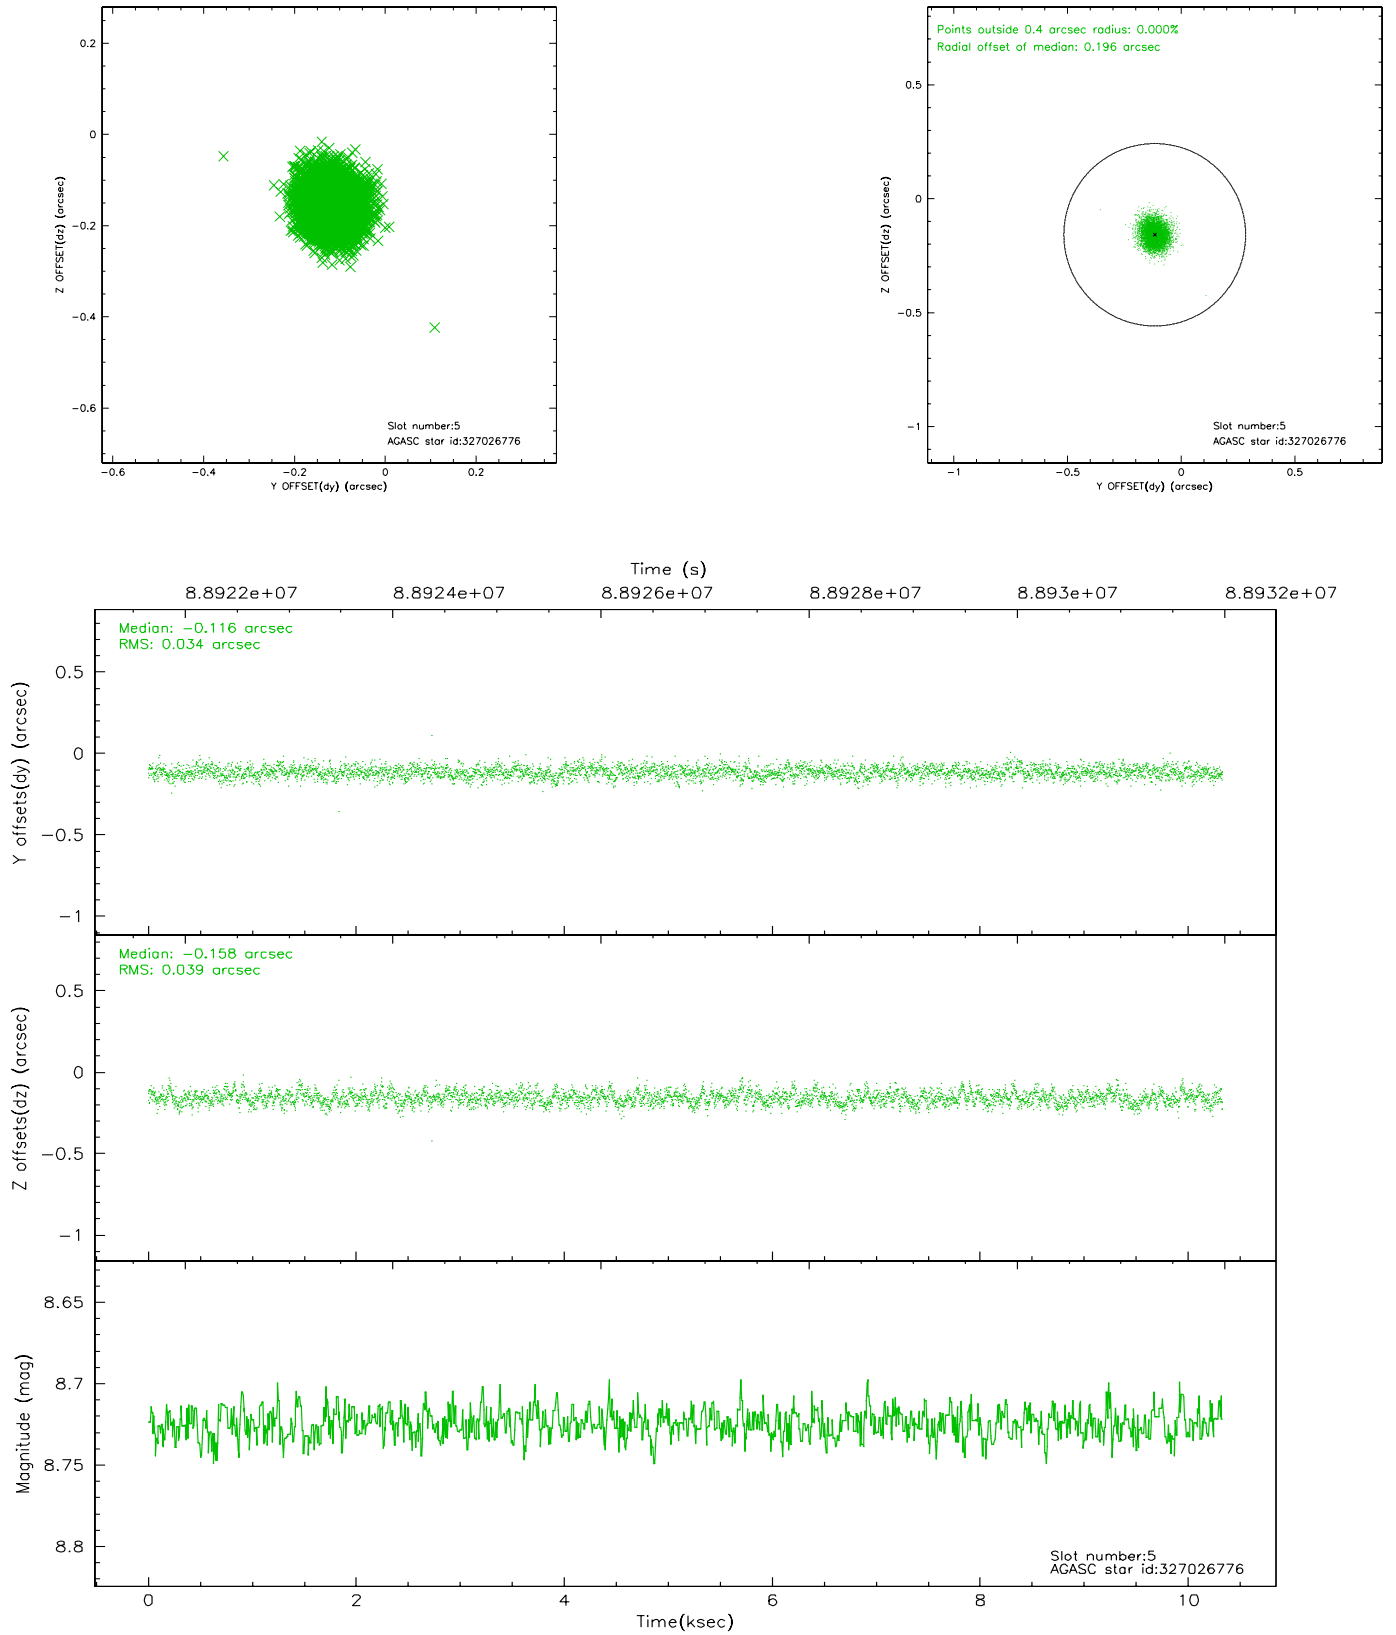 0.2
0
−0.2
−0.4
−0.6
Z OFFSET(dz) (arcsec)
Slot number:5
AGASC star id:327026776
−0.6
−0.4
−0.2
0
0.2
Y OFFSET(dy) (arcsec)
Points outside 0.4 arcsec radius: 0.000%
Radial offset of median: 0.196 arcsec
0.5
0
−0.5
−1
Z OFFSET(dz) (arcsec)
Slot number:5
AGASC star id:327026776
−1
−0.5
0
0.5
Y OFFSET(dy) (arcsec)
Time (s)
8.8922e+07
8.8924e+07
8.8926e+07
8.8928e+07
8.893e+07
8.8932e+07
Median: −0.116 arcsec
RMS: 0.034 arcsec
0.5
0
−0.5
−1
Y offsets(dy) (arcsec)
Median: −0.158 arcsec
RMS: 0.039 arcsec
0.5
0
−0.5
−1
Z offsets(dz) (arcsec)
8.65
8.7
8.75
8.8
Magnitude (mag)
Slot number:5
AGASC star id:327026776
0
2
4
6
8
10
Time(ksec)